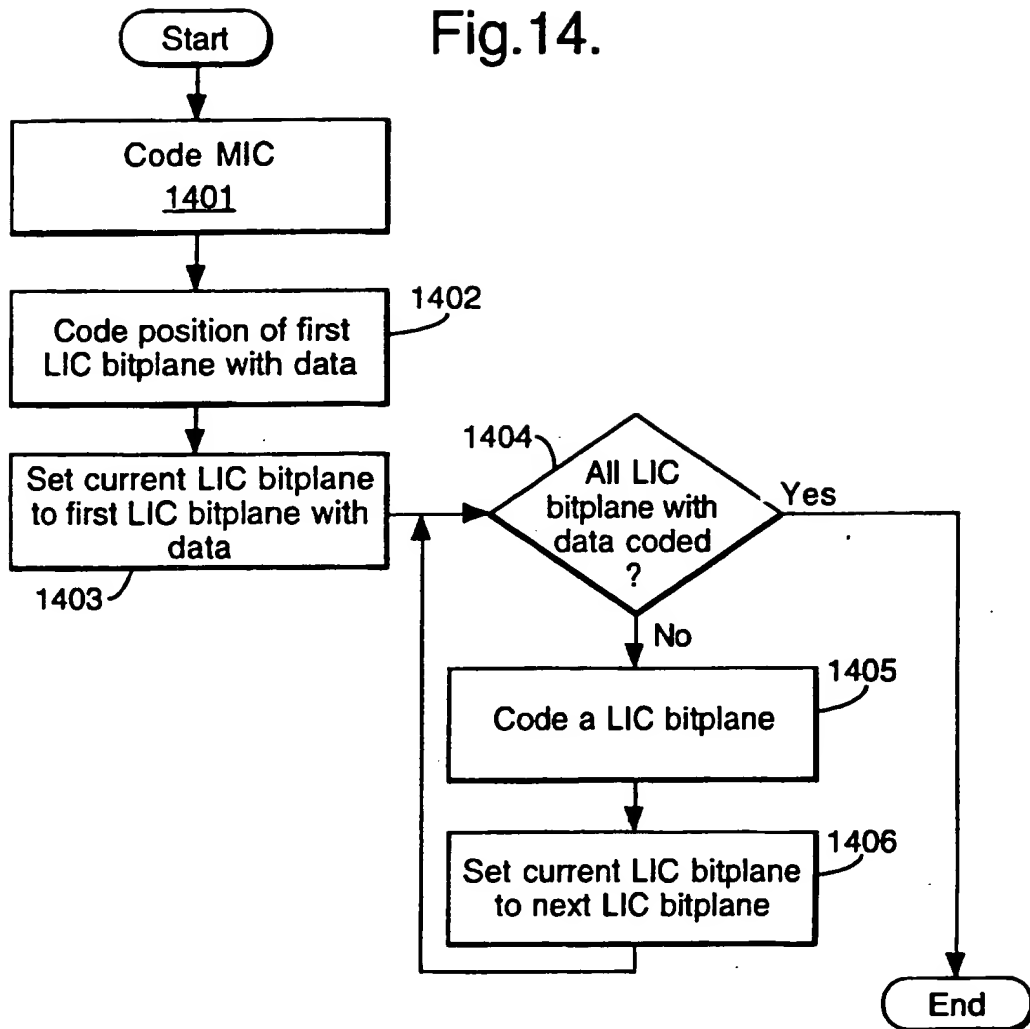 Fig.14.
Start
Code MIC
1401
1402
Code position of first
LIC bitplane with data
Set current LIC bitplane
to first LIC bitplane with
data
1403
1404
All LIC
bitplane with
data coded
?
Yes
No
1405
Code a LIC bitplane
1406
Set current LIC bitplane
to next LIC bitplane
End